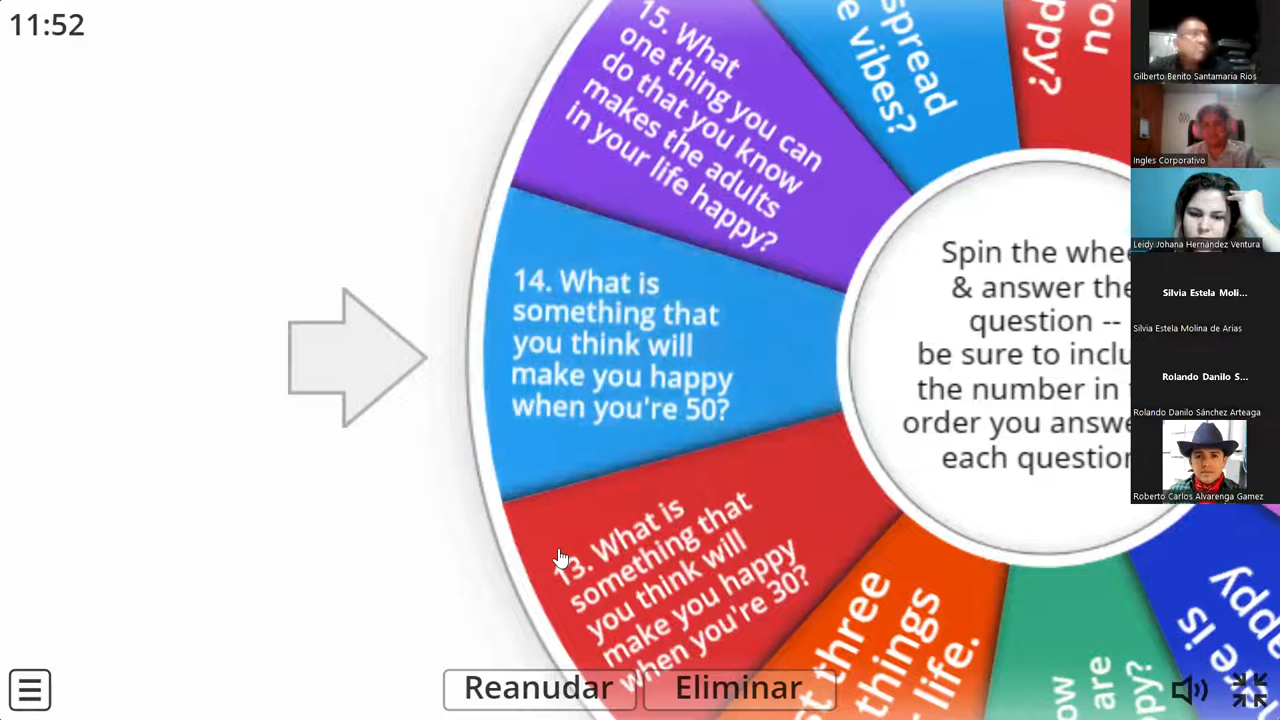 11:52
15. What
one thing you can
do that you know
makes the adults
in your life happy?
spread
e vibes?
ppy?
you
14. What is
something that
you think will
make you happy
when you're 50?
13. What is
something that
you think will
make you happy
when you're 30?
st three
things
life.
ow
are
ppy?
Spin the whee
& answer the
question --
be sure to inclu
the number in
order you answe
each question
Reanudar
Eliminar
Gilberto Benito Santamaria Rios
Ingles Corporativo
Leidy Johana Hernández Ventura
Silvia Estela Moli...
Silvia Estela Molina de Arias
Rolando Danilo S...
Rolando Danilo Sánchez Arteaga
Roberto Carlos Alvarenga Gamez